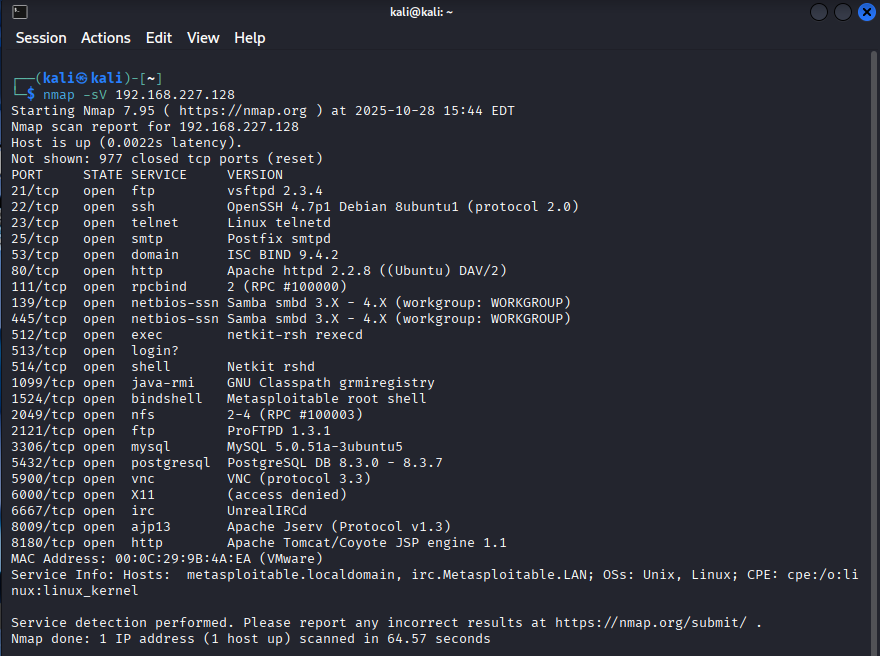 kali@kali: ~
Session Actions Edit View Help
┌──(kali㉿kali)-[~]
└─$ nmap -sV 192.168.227.128
Starting Nmap 7.95 ( https://nmap.org ) at 2025-10-28 15:44 EDT
Nmap scan report for 192.168.227.128
Host is up (0.0022s latency).
Not shown: 977 closed tcp ports (reset)
PORT     STATE SERVICE     VERSION
21/tcp   open  ftp         vsftpd 2.3.4
22/tcp   open  ssh         OpenSSH 4.7p1 Debian 8ubuntu1 (protocol 2.0)
23/tcp   open  telnet      Linux telnetd
25/tcp   open  smtp        Postfix smtpd
53/tcp   open  domain      ISC BIND 9.4.2
80/tcp   open  http        Apache httpd 2.2.8 ((Ubuntu) DAV/2)
111/tcp  open  rpcbind     2 (RPC #100000)
139/tcp  open  netbios-ssn Samba smbd 3.X - 4.X (workgroup: WORKGROUP)
445/tcp  open  netbios-ssn Samba smbd 3.X - 4.X (workgroup: WORKGROUP)
512/tcp  open  exec        netkit-rsh rexecd
513/tcp  open  login?
514/tcp  open  shell       Netkit rshd
1099/tcp open  java-rmi    GNU Classpath grmiregistry
1524/tcp open  bindshell   Metasploitable root shell
2049/tcp open  nfs         2-4 (RPC #100003)
2121/tcp open  ftp         ProFTPD 1.3.1
3306/tcp open  mysql       MySQL 5.0.51a-3ubuntu5
5432/tcp open  postgresql  PostgreSQL DB 8.3.0 - 8.3.7
5900/tcp open  vnc         VNC (protocol 3.3)
6000/tcp open  X11         (access denied)
6667/tcp open  irc         UnrealIRCd
8009/tcp open  ajp13       Apache Jserv (Protocol v1.3)
8180/tcp open  http        Apache Tomcat/Coyote JSP engine 1.1
MAC Address: 00:0C:29:9B:4A:EA (VMware)
Service Info: Hosts:  metasploitable.localdomain, irc.Metasploitable.LAN; OSs: Unix, Linux; CPE: cpe:/o:li
nux:linux_kernel
Service detection performed. Please report any incorrect results at https://nmap.org/submit/ .
Nmap done: 1 IP address (1 host up) scanned in 64.57 seconds